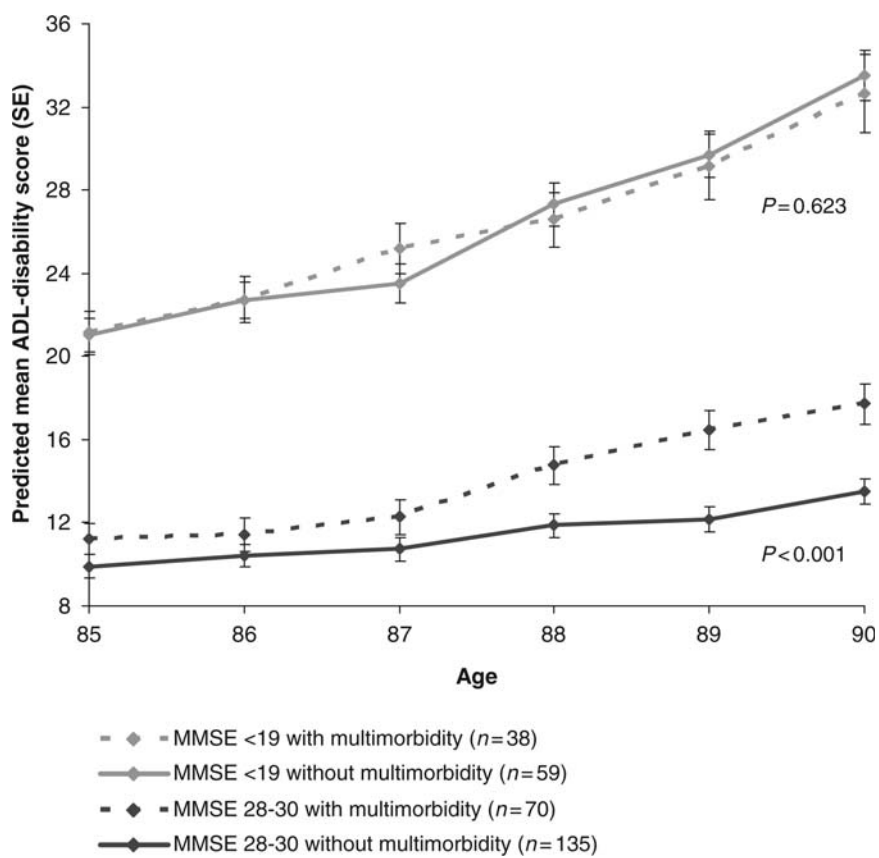 36
32
28
24
20
16
12
8
Predicted mean ADL-disability score (SE)
P=0.623
P<0.001
85 86 87 88 89 90
Age
MMSE <19 with multimorbidity (n=38)
MMSE <19 without multimorbidity (n=59)
MMSE 28-30 with multimorbidity (n=70)
MMSE 28-30 without multimorbidity (n=135)